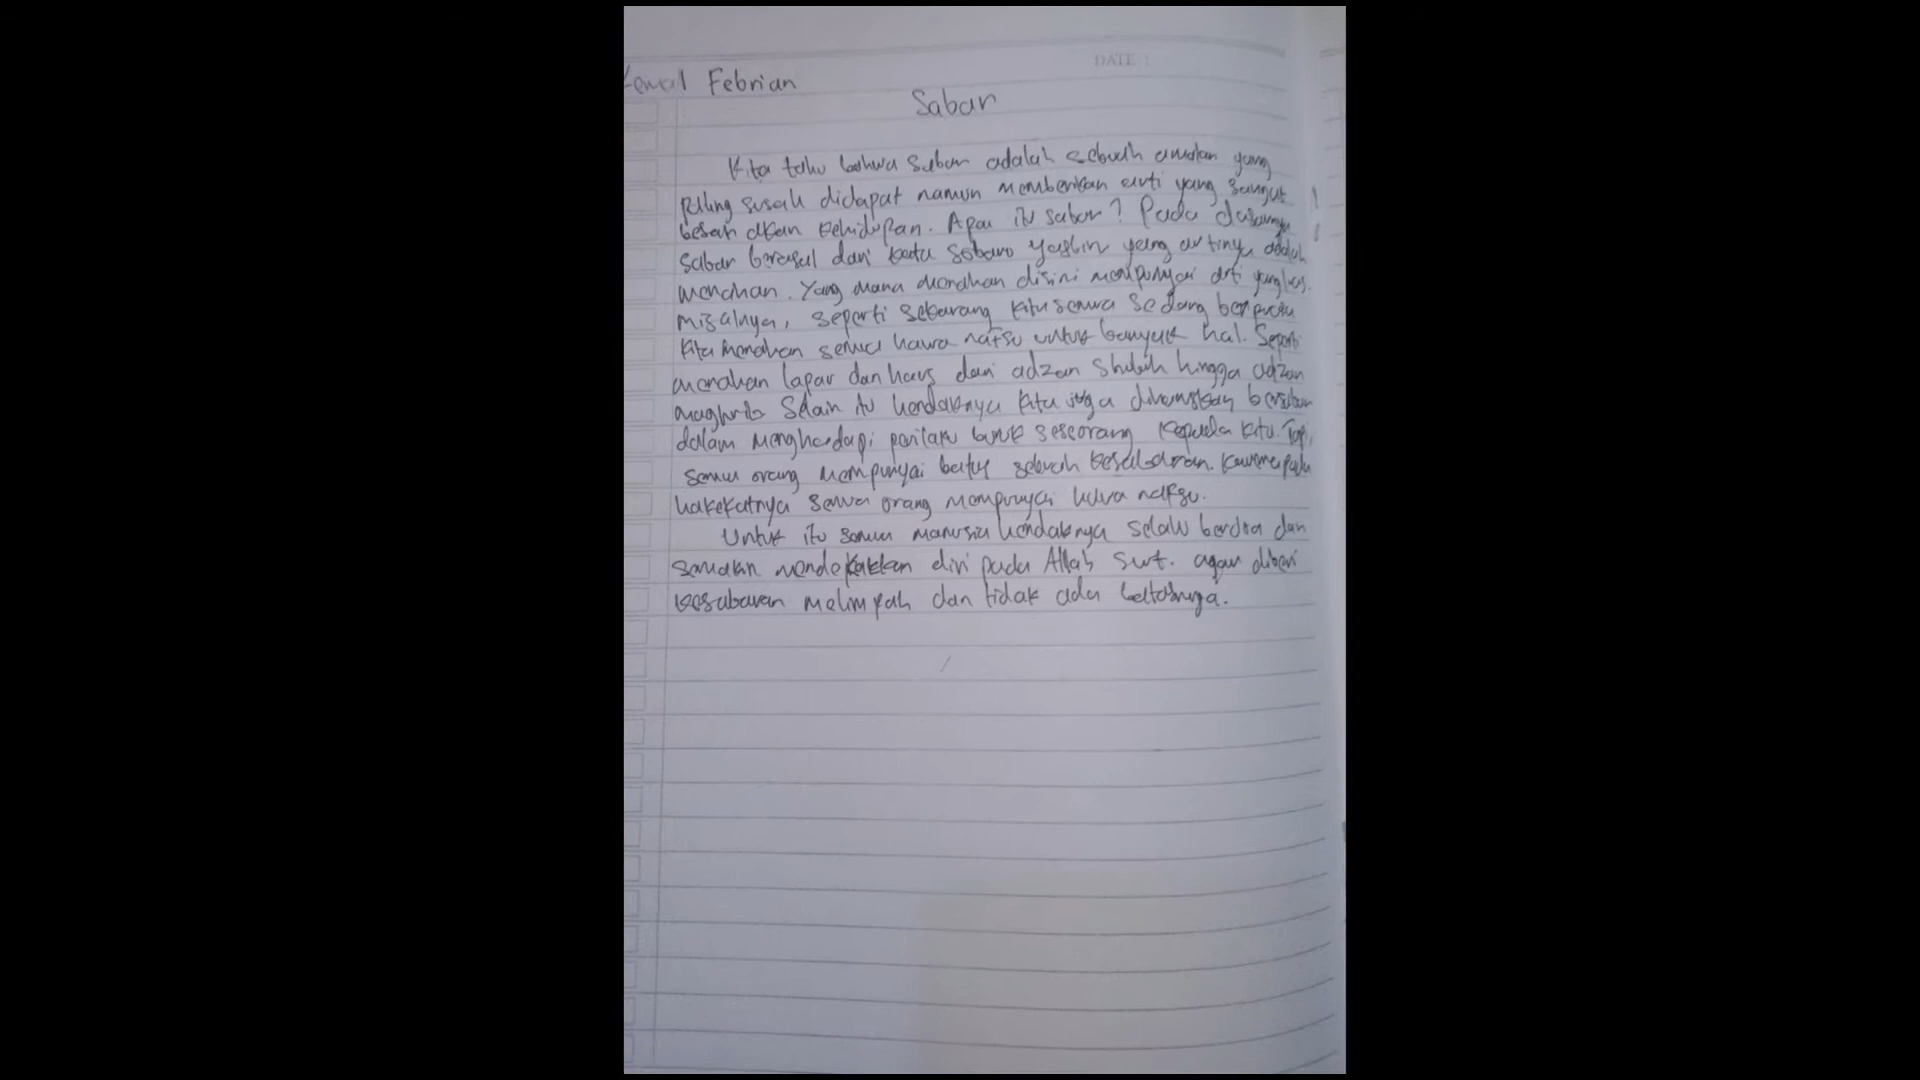 Kemal Febrian
DATE :
Sabar
Kita tahu bahwa sabar adalah sebuah amalan yang
paling susah didapat namun memberikan arti yang sangat
besar akan kehidupan. Apa itu sabar? Pada dasarnya
sabar berasal dari kata sobaro yasbiru yang artinya adalah
menahan. Yang mana menahan disini mempunyai arti yang luas.
misalnya, seperti sekarang kita semua sedang berpuasa
kita menahan semua hawa nafsu untuk banyak hal. Seperti
menahan lapar dan haus dari adzan Shubuh hingga adzan
maghrib Selain itu hendaknya kita juga diharuskan bersabar
dalam menghadapi perilaku buruk seseorang kepada kita. Tapi,
semua orang mempunyai batas sebuah kesabaran. Karena pada
hakekatnya semua orang mempunyai hawa nafsu.
Untuk itu semua manusia hendaknya selalu berdoa dan
semakin mendekatkan diri pada Allah Swt. agar diberi
kesabaran melimpah dan tidak ada batasnya.